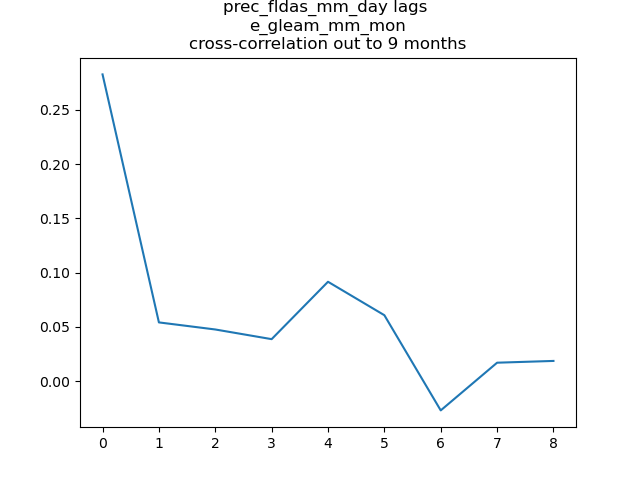 prec_fldas_mm_day lags
e_gleam_mm_mon
cross-correlation out to 9 months
0.25
0.20
0.15
0.10
0.05
0.00
0 1 2 3 4 5 6 7 8